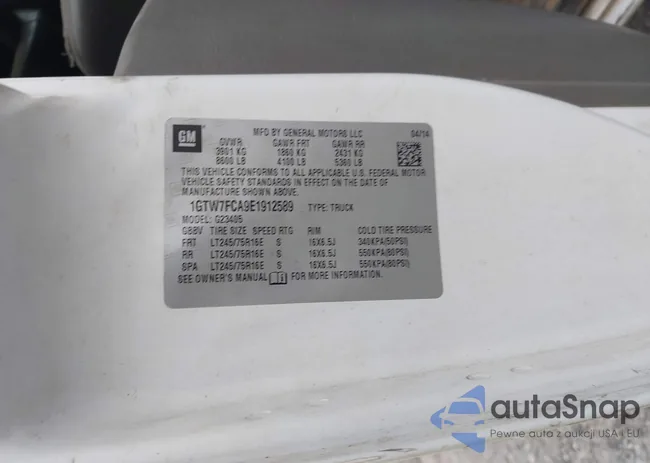 GM
MFD BY GENERAL MOTORS LLC 04/14
GVWR GAWR FRT GAWR RR
3901 KG 1860 KG 2431 KG
8600 LB 4100 LB 5360 LB
THIS VEHICLE CONFORMS TO ALL APPLICABLE U.S. FEDERAL MOTOR
VEHICLE SAFETY STANDARDS IN EFFECT ON THE DATE OF
MANUFACTURE SHOWN ABOVE.
1GTW7FCA9E1912589 TYPE: TRUCK
MODEL: G23405
GBBV TIRE SIZE SPEED RTG RIM COLD TIRE PRESSURE
FRT LT245/75R16E S 16X6.5J 340KPA(50PSI)
RR LT245/75R16E S 16X6.5J 550KPA(80PSI)
SPA LT245/75R16E S 16X6.5J 550KPA(80PSI)
SEE OWNER'S MANUAL FOR MORE INFORMATION.
autaSnap
Pewne auta z aukcji USA i EU